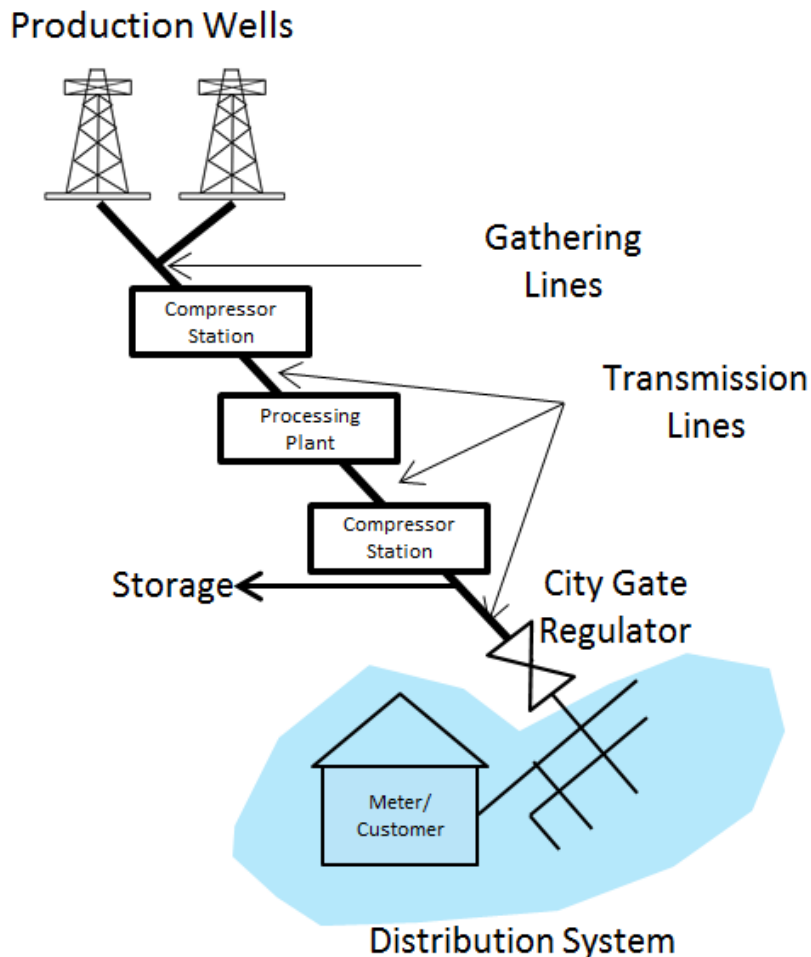 Production Wells
Gathering
Lines
Compressor
Station
Transmission
Lines
Processing
Plant
Compressor
Station
Storage
City Gate
Regulator
Meter/
Customer
Distribution System